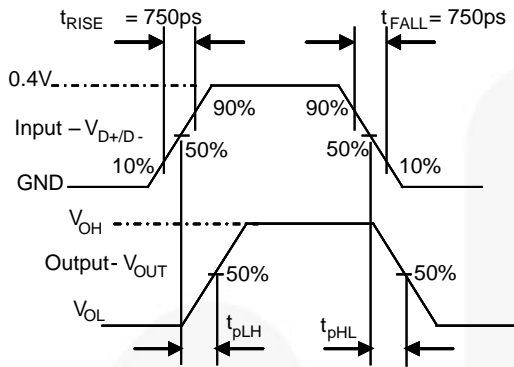 tRISE = 750ps
tFALL = 750ps
0.4V
90% 90%
Input – VD+/D-
50% 50%
10% 10%
GND
VOH
Output - VOUT
50% 50%
VOL
tpLH tpHL